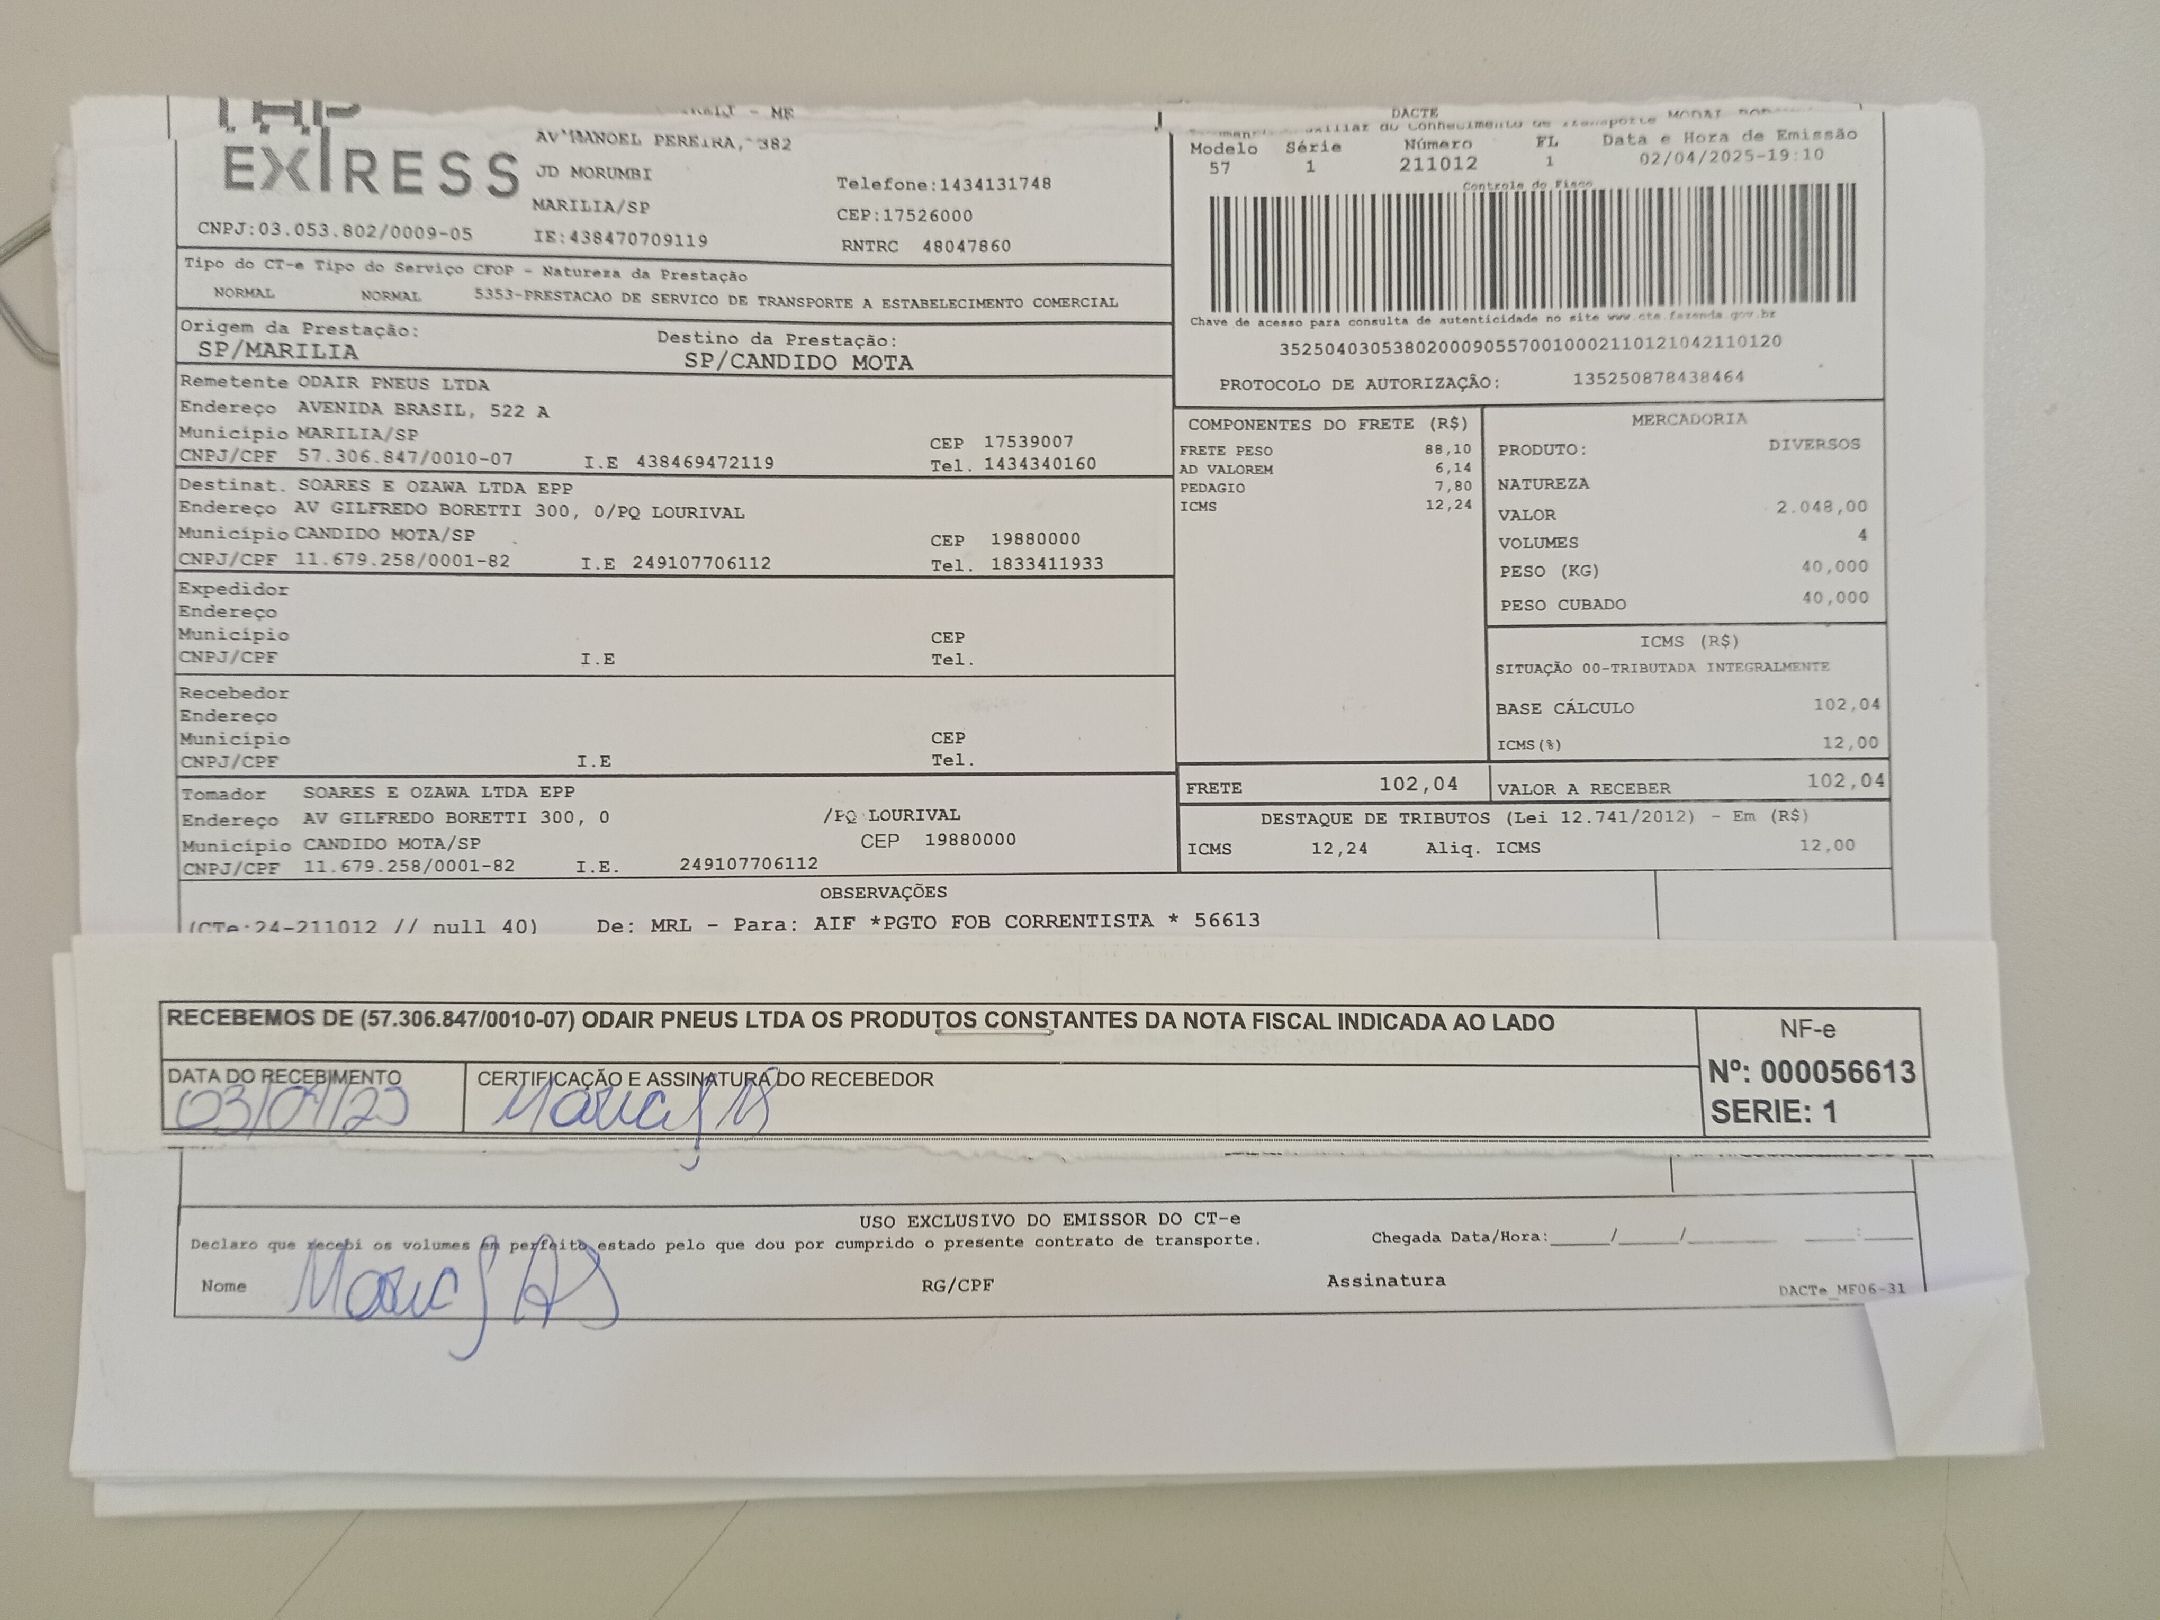 EXPRESS
- ME
AV MANOEL PEREIRA, 382
JD MORUMBI
Telefone:1434131748
MARILIA/SP
CEP:17526000
CNPJ:03.053.802/0009-05
IE:438470709119
RNTRC 48047860
DACTE
Conhecimento de Transporte MODAL
Modelo Série Número FL Data e Hora de Emissão
57 1 211012 1 02/04/2025-19:10
Controle do Fisco
Chave de acesso para consulta de autenticidade no site www.cte.fazenda.gov.br
35250403053802000905570010002110121042110120
PROTOCOLO DE AUTORIZAÇÃO: 135250878438464
Tipo do CT-e Tipo do Serviço CFOP - Natureza da Prestação
NORMAL NORMAL 5353-PRESTACAO DE SERVICO DE TRANSPORTE A ESTABELECIMENTO COMERCIAL
Origem da Prestação: Destino da Prestação:
SP/MARILIA SP/CANDIDO MOTA
Remetente ODAIR PNEUS LTDA
Endereço AVENIDA BRASIL, 522 A
Município MARILIA/SP CEP 17539007
CNPJ/CPF 57.306.847/0010-07 I.E 438469472119 Tel. 1434340160
Destinat. SOARES E OZAWA LTDA EPP
Endereço AV GILFREDO BORETTI 300, 0/PQ LOURIVAL
Município CANDIDO MOTA/SP CEP 19880000
CNPJ/CPF 11.679.258/0001-82 I.E 249107706112 Tel. 1833411933
Expedidor
Endereço
Município CEP
CNPJ/CPF I.E Tel.
Recebedor
Endereço
Município CEP
CNPJ/CPF I.E Tel.
Tomador SOARES E OZAWA LTDA EPP
Endereço AV GILFREDO BORETTI 300, 0 /PQ LOURIVAL
Município CANDIDO MOTA/SP CEP 19880000
CNPJ/CPF 11.679.258/0001-82 I.E. 249107706112
COMPONENTES DO FRETE (R$)
FRETE PESO 88,10
AD VALOREM 6,14
PEDAGIO 7,80
ICMS 12,24
MERCADORIA
PRODUTO: DIVERSOS
NATUREZA
VALOR 2.048,00
VOLUMES 4
PESO (KG) 40,000
PESO CUBADO 40,000
ICMS (R$)
SITUAÇÃO 00-TRIBUTADA INTEGRALMENTE
BASE CÁLCULO 102,04
ICMS(%) 12,00
FRETE 102,04 VALOR A RECEBER 102,04
DESTAQUE DE TRIBUTOS (Lei 12.741/2012) - Em (R$)
ICMS 12,24 Aliq. ICMS 12,00
OBSERVAÇÕES
(CTe:24-211012 // null 40) De: MRL - Para: AIF *PGTO FOB CORRENTISTA * 56613
RECEBEMOS DE (57.306.847/0010-07) ODAIR PNEUS LTDA OS PRODUTOS CONSTANTES DA NOTA FISCAL INDICADA AO LADO
NF-e
Nº: 000056613
SERIE: 1
DATA DO RECEBIMENTO CERTIFICAÇÃO E ASSINATURA DO RECEBEDOR
03/04/25
USO EXCLUSIVO DO EMISSOR DO CT-e
Declaro que recebi os volumes em perfeito estado pelo que dou por cumprido o presente contrato de transporte.
Chegada Data/Hora:_____/_____/_______ ____:____
Nome RG/CPF Assinatura
DACTe_MF06-31